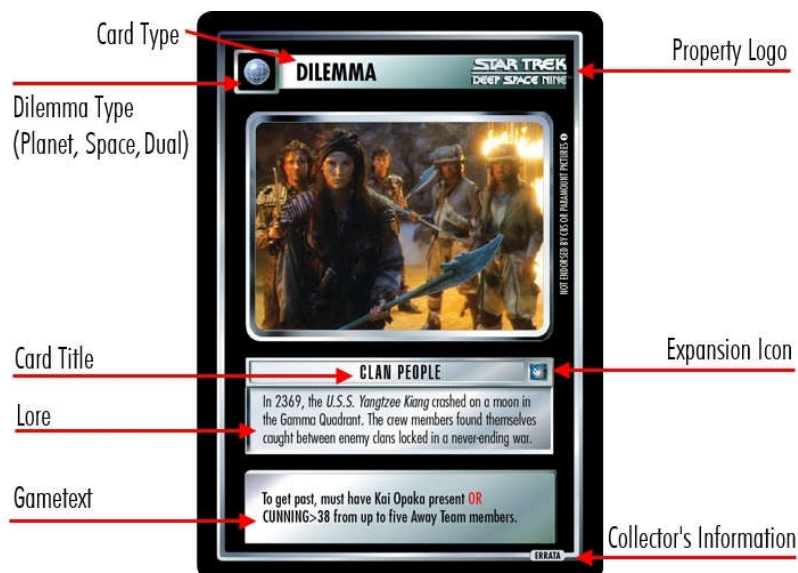 Card Type
Property Logo
DILEMMA
STAR TREK
DEEP SPACE NINE
Dilemma Type
(Planet, Space, Dual)
NOT ENDORSED BY CBS OR PARAMOUNT PICTURES
Card Title
Expansion Icon
CLAN PEOPLE
Lore
In 2369, the U.S.S. Yangtzee Kiang crashed on a moon in
the Gamma Quadrant. The crew members found themselves
caught between enemy clans locked in a never-ending war.
Gametext
To get past, must have Kai Opaka present OR
CUNNING>38 from up to five Away Team members.
Collector's Information
ERRATA